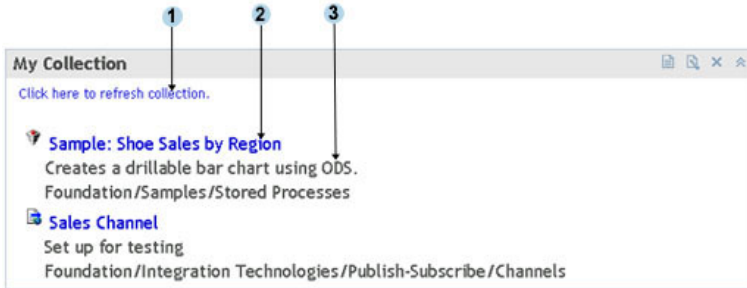 1 2 3
My Collection
Click here to refresh collection.
Sample: Shoe Sales by Region
Creates a drillable bar chart using ODS.
Foundation/Samples/Stored Processes
Sales Channel
Set up for testing
Foundation/Integration Technologies/Publish-Subscribe/Channels